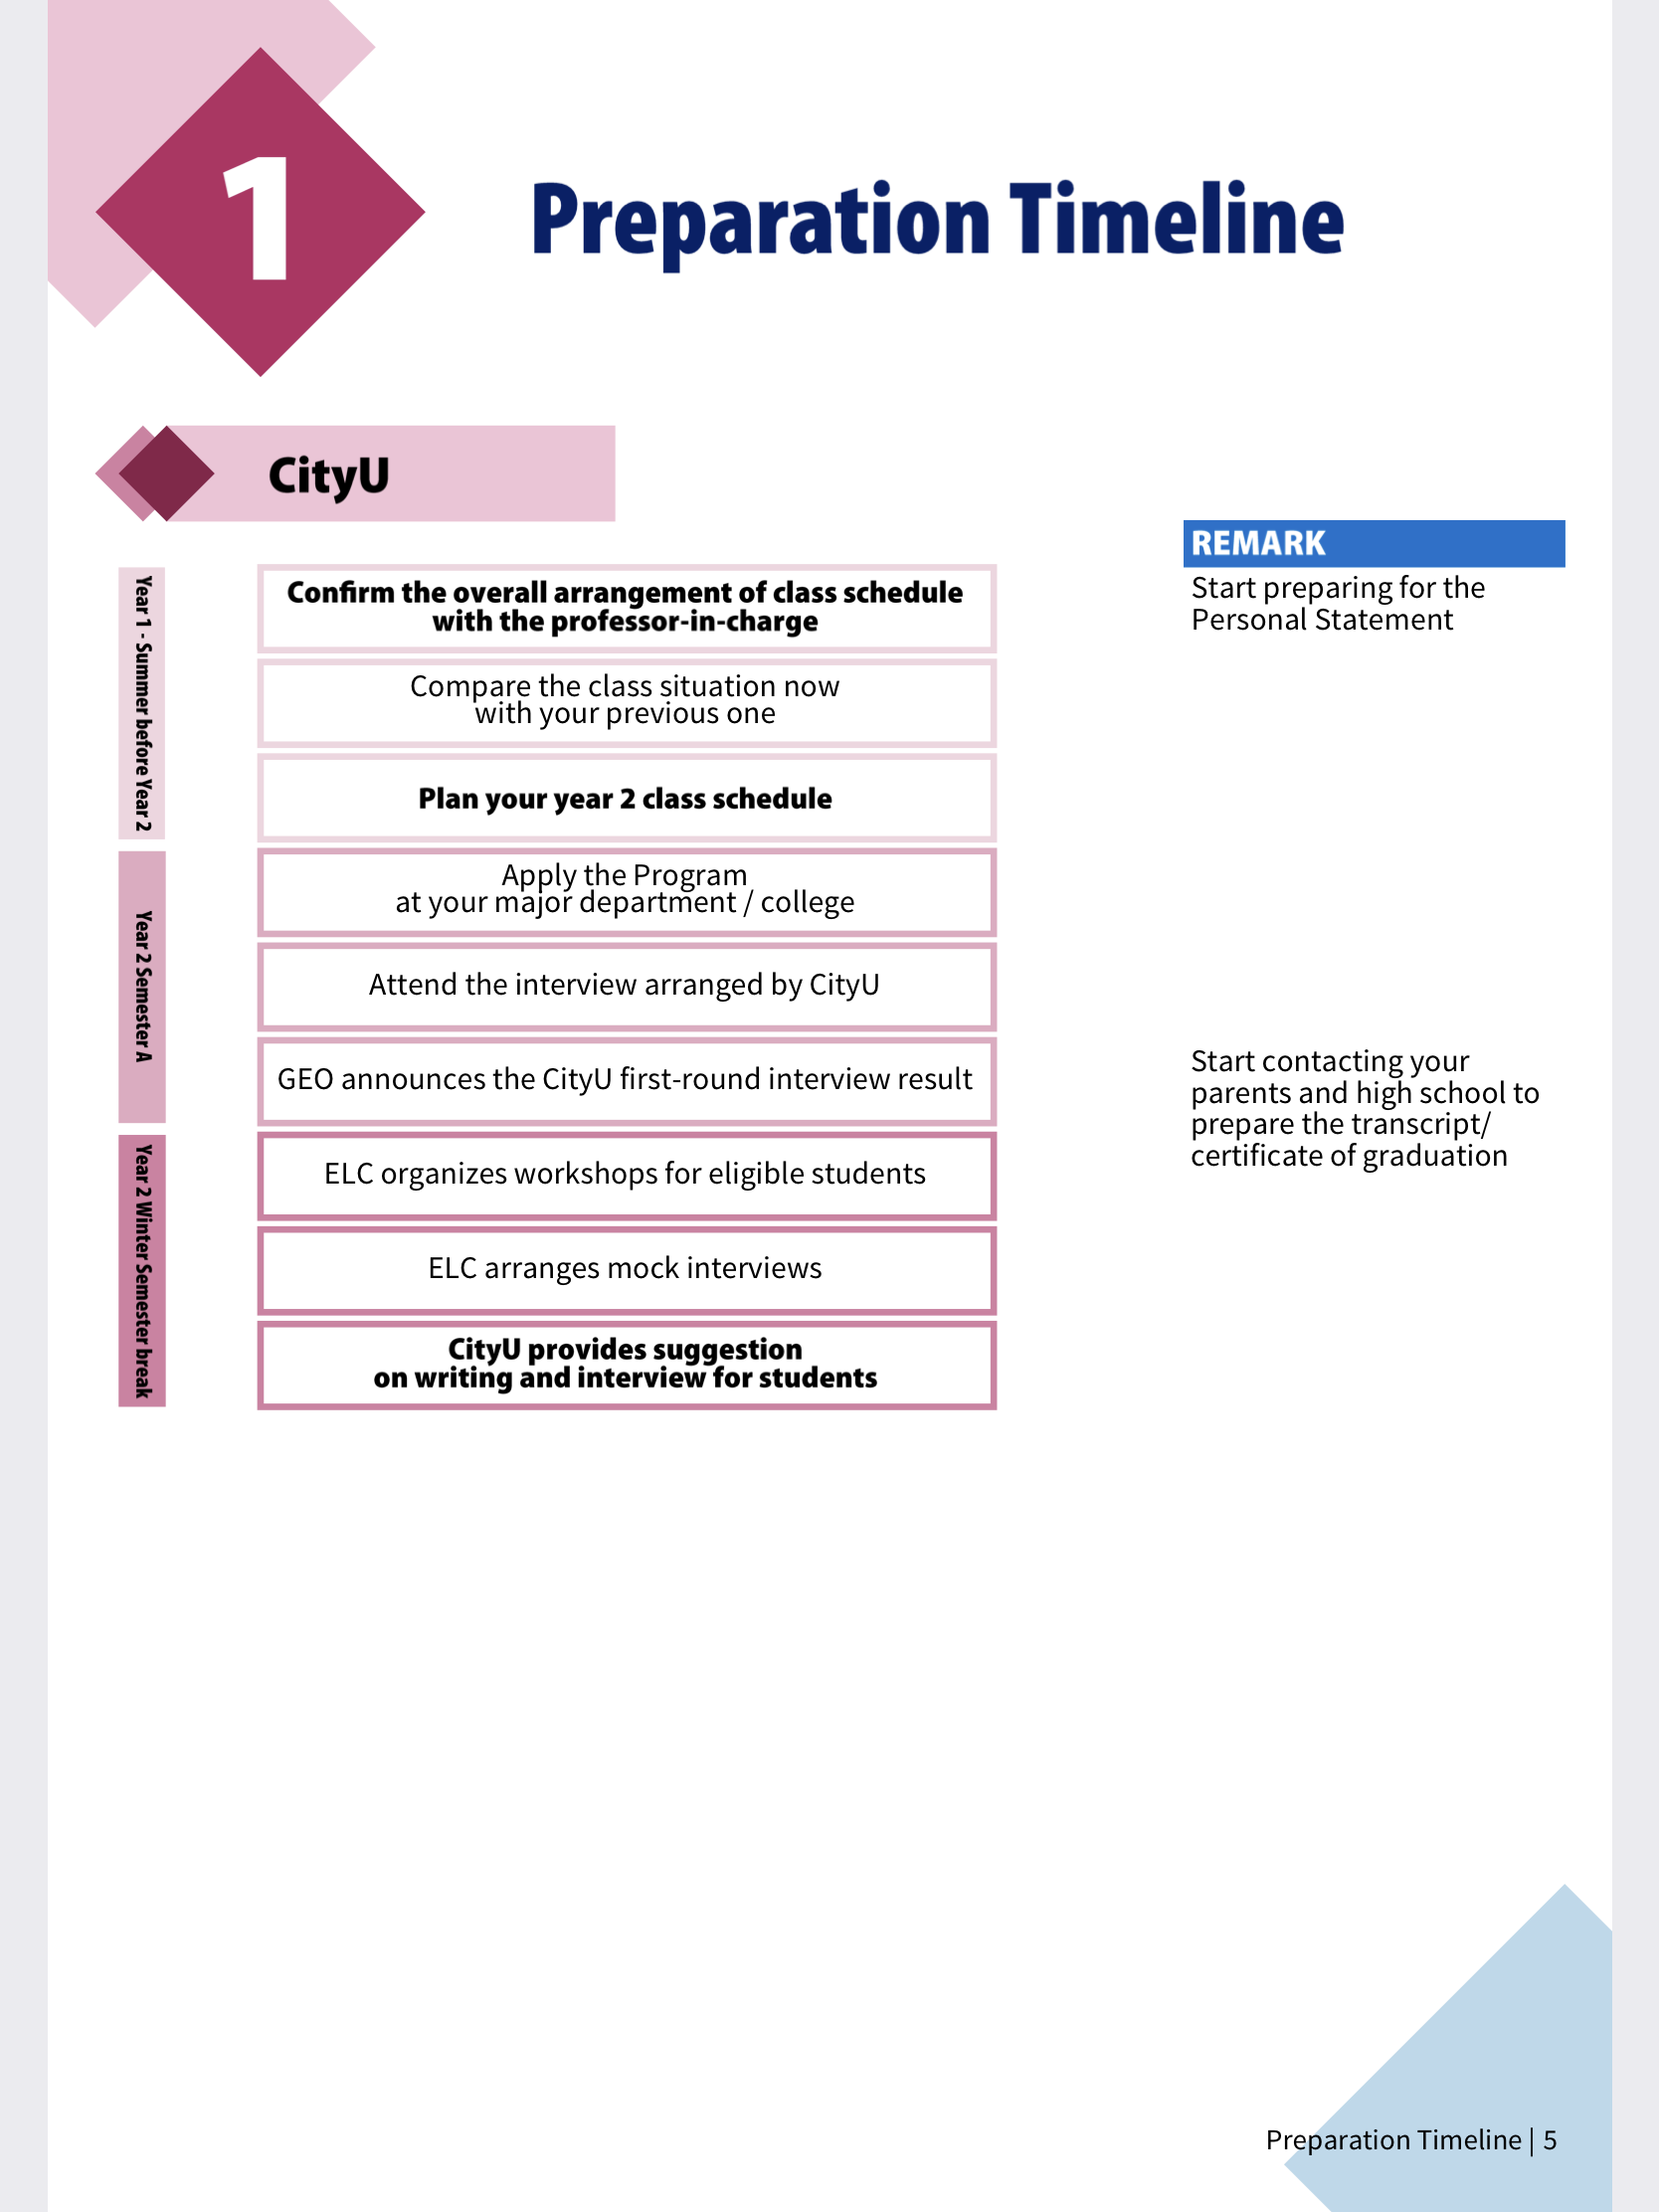 1
Preparation Timeline
CityU
REMARK
Year 1 - Summer before Year 2
Confirm the overall arrangement of class schedule
with the professor-in-charge
Start preparing for the
Personal Statement
Compare the class situation now
with your previous one
Plan your year 2 class schedule
Year 2 Semester A
Apply the Program
at your major department / college
Attend the interview arranged by CityU
GEO announces the CityU first-round interview result
Start contacting your
parents and high school to
prepare the transcript/
certificate of graduation
Year 2 Winter Semester break
ELC organizes workshops for eligible students
ELC arranges mock interviews
CityU provides suggestion
on writing and interview for students
Preparation Timeline | 5